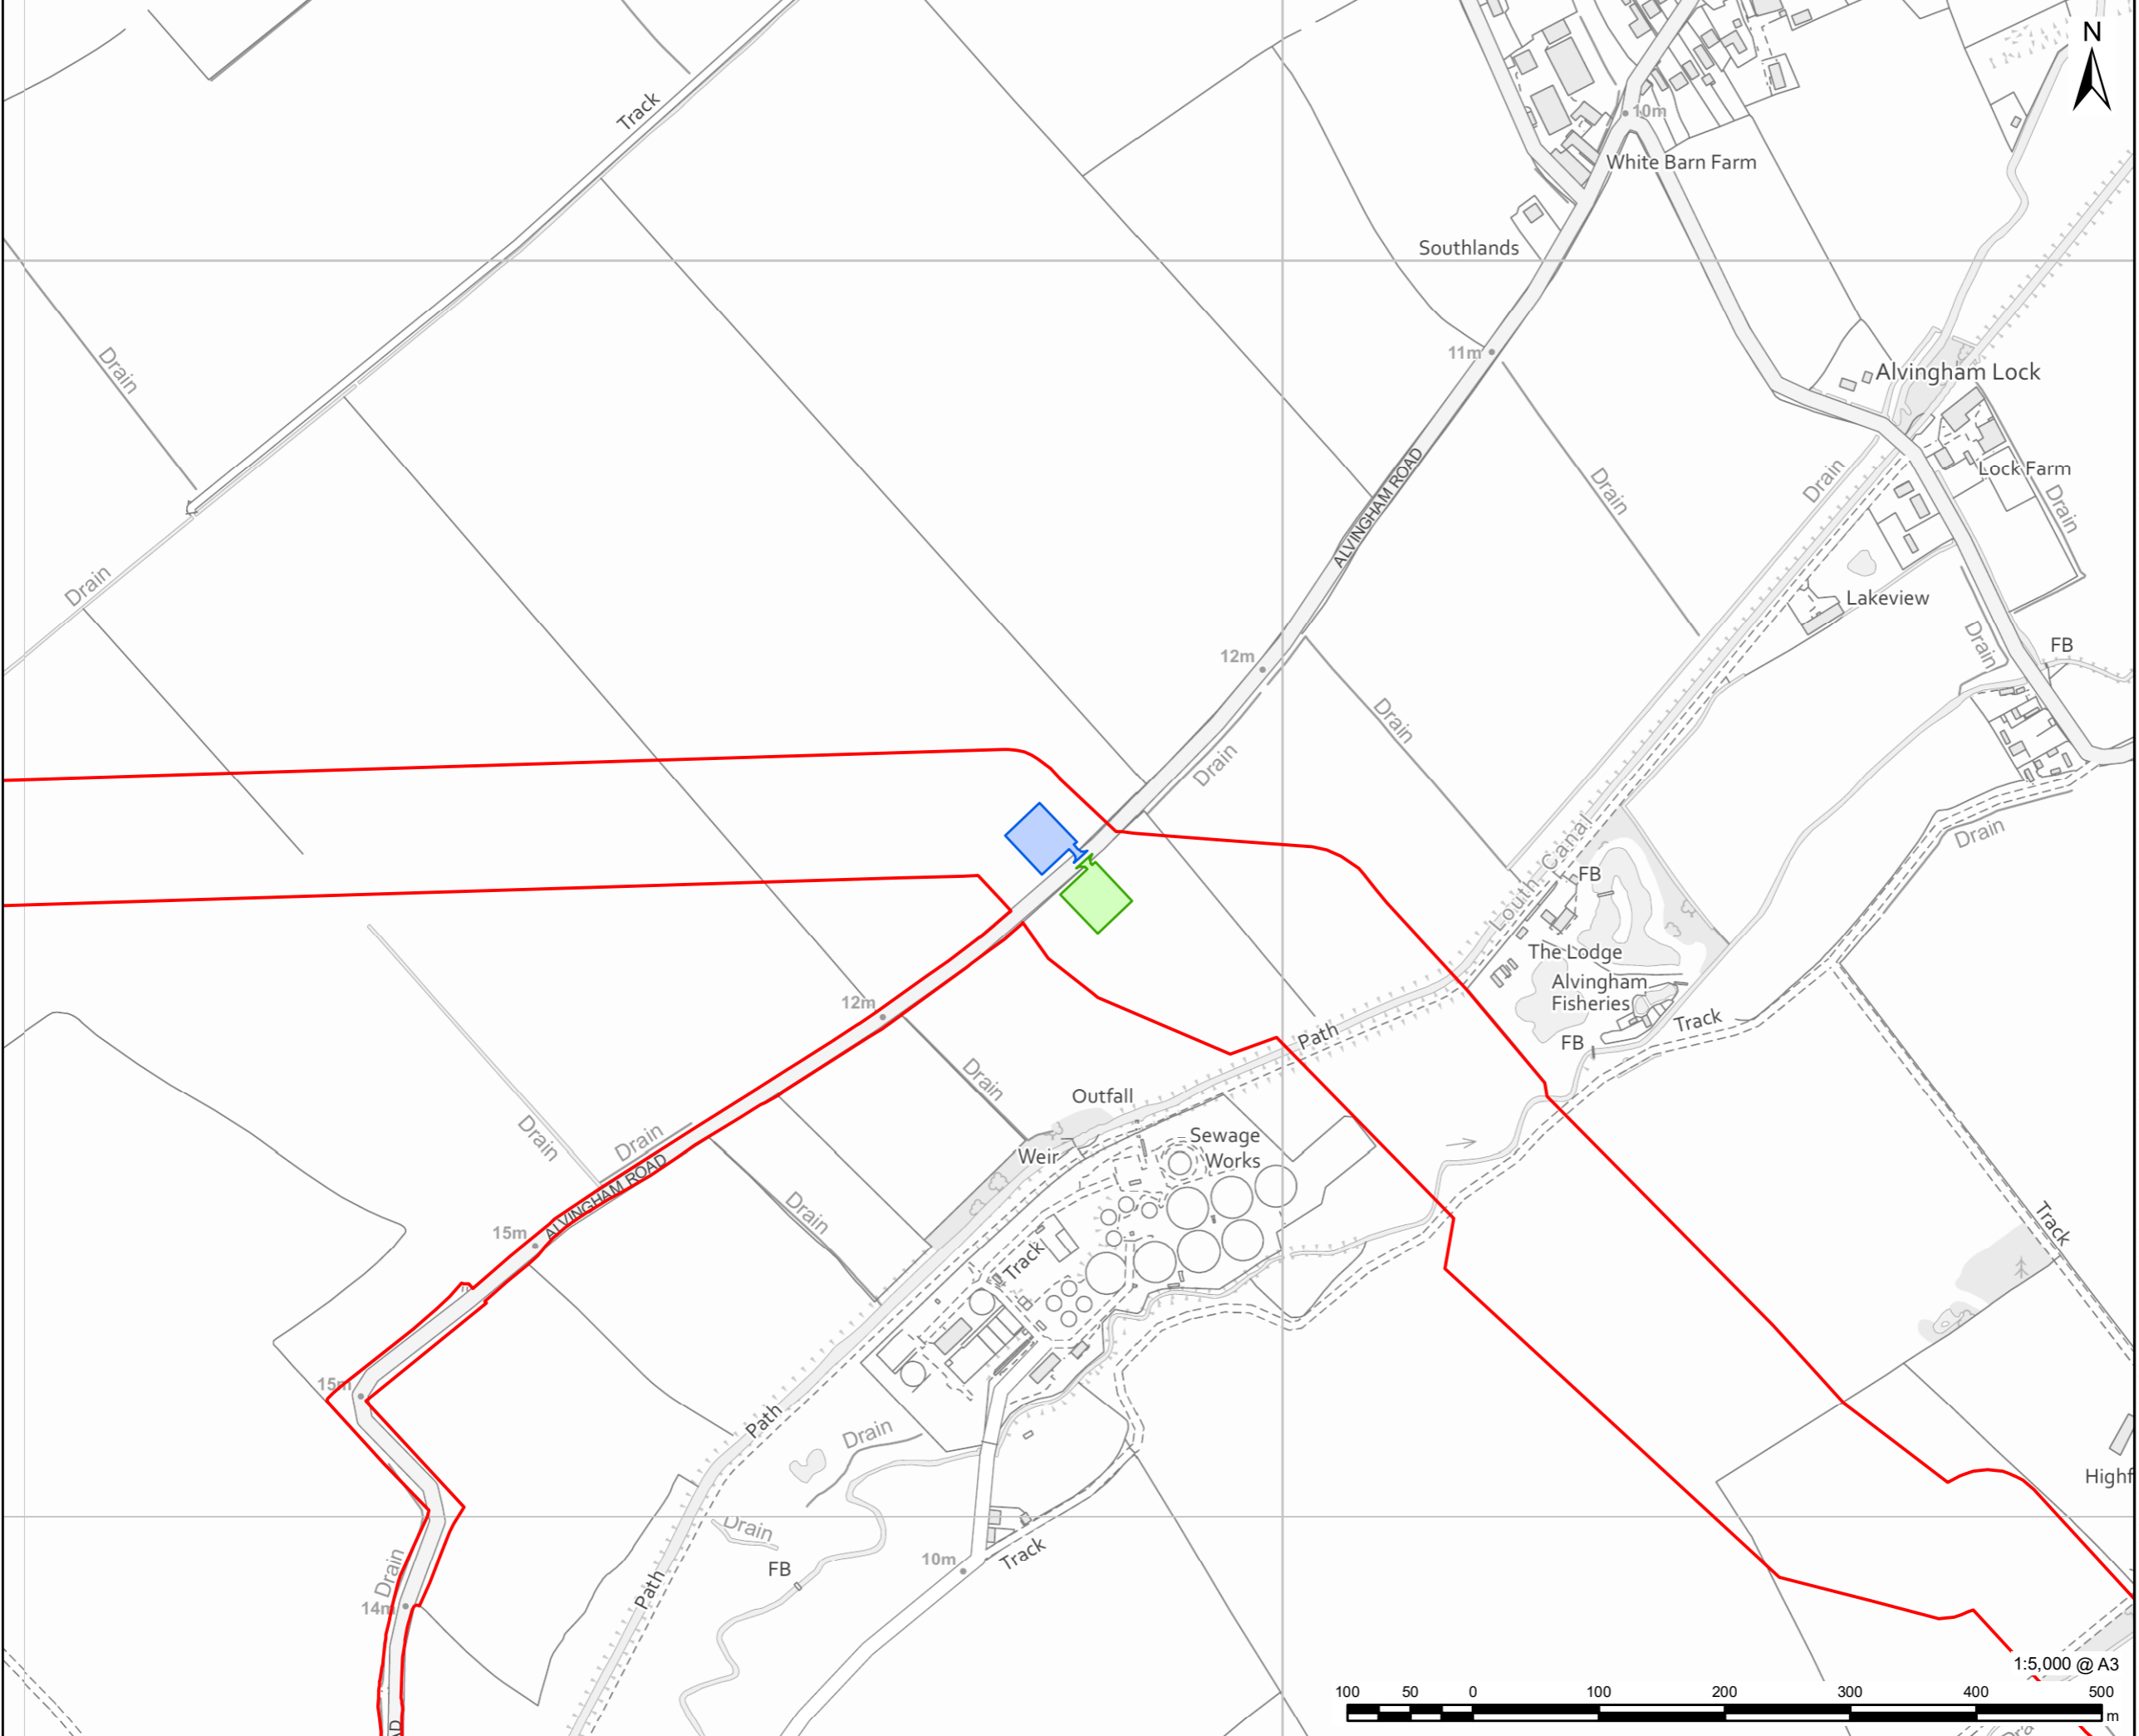 N
Track
10m
White Barn Farm
Southlands
Drain
11m
Alvingham Lock
ALVINGHAM ROAD
Drain
Drain
Lock Farm
Drain
Drain
Lakeview
Drain
FB
12m
Drain
Drain
Drain
Louth Canal
FB
The Lodge
Alvingham
Fisheries
12m
Track
Path
FB
Drain
Outfall
Drain
Drain
Sewage
Works
Weir
ALVINGHAM ROAD
Drain
Track
15m
Track
15m
Path
Drain
Highf
Drain
Drain
10m
Track
FB
Path
14m
1:5,000 @ A3
100 50 0 100 200 300 400 500
m
AD